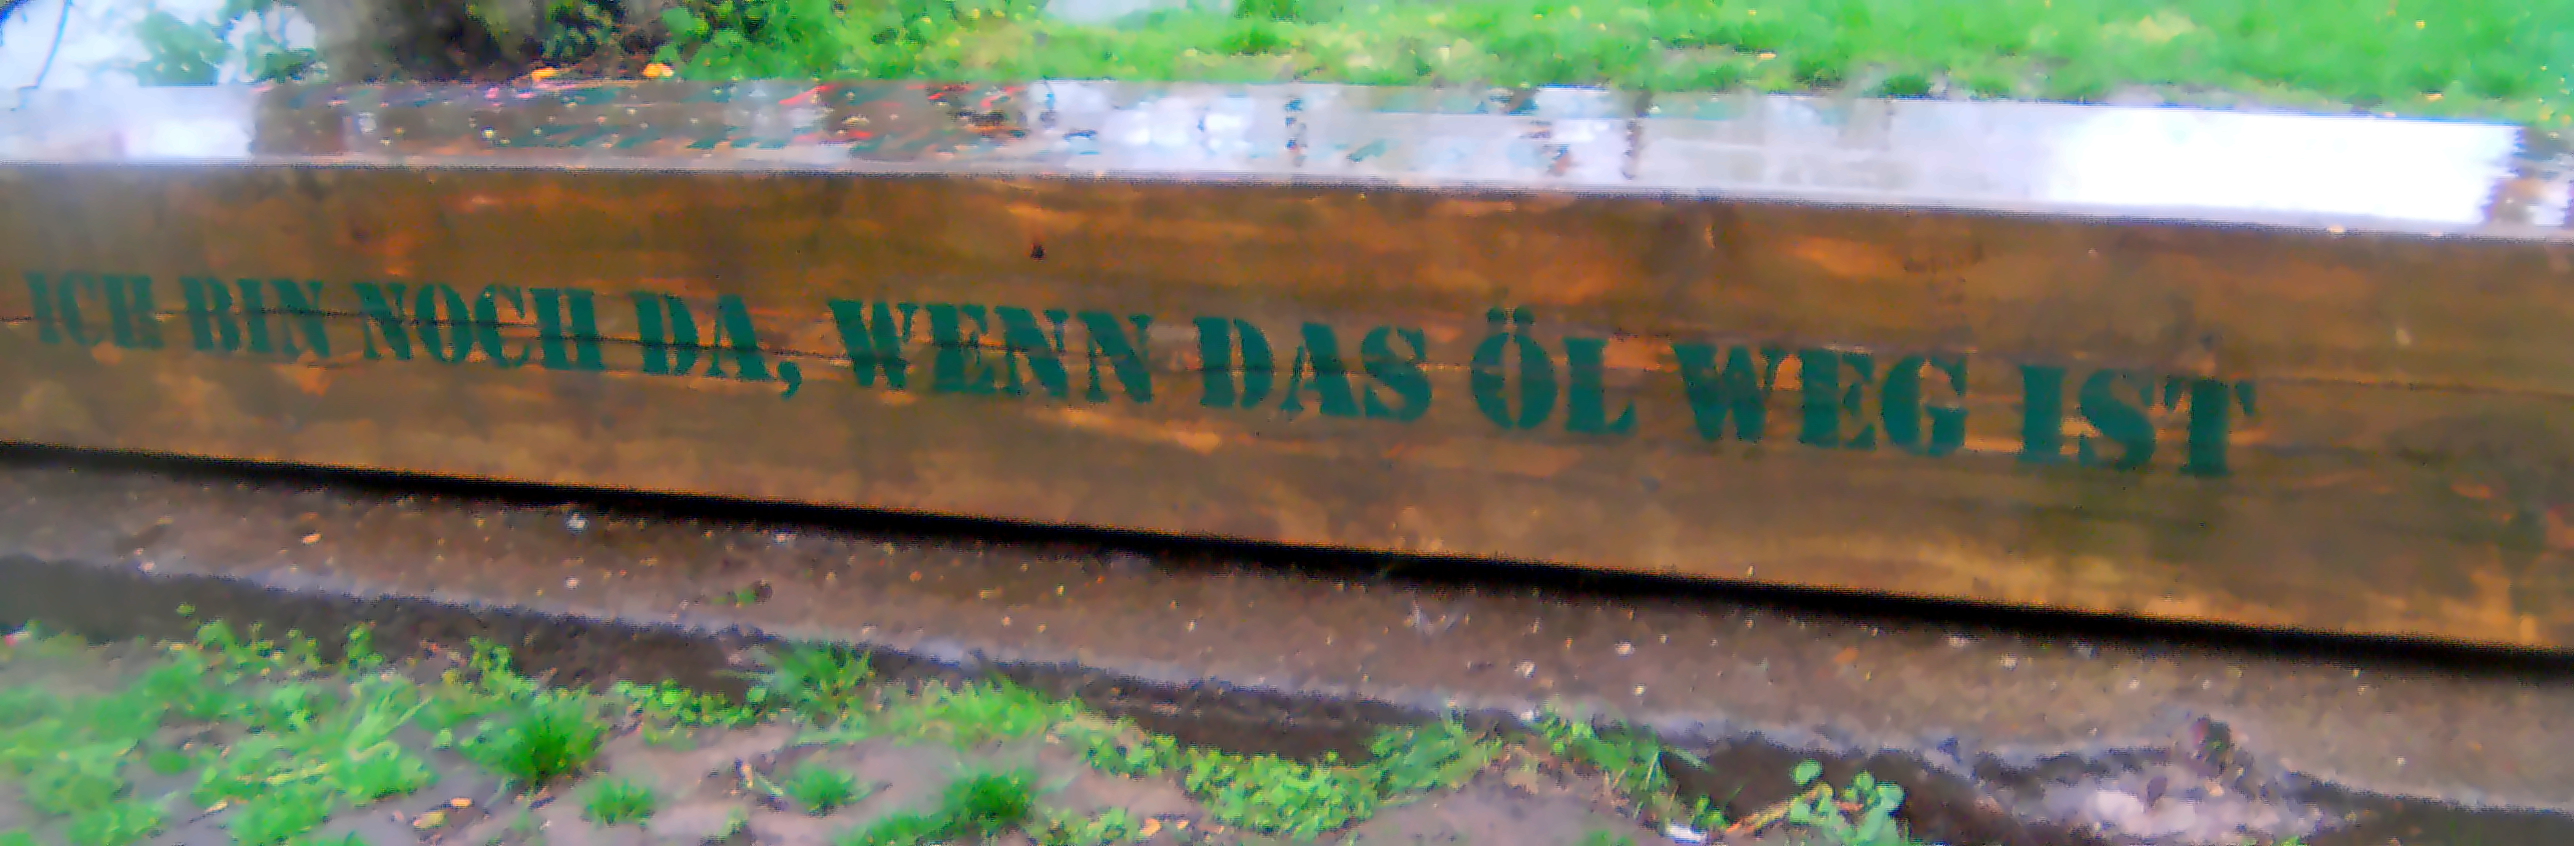 ICH BIN NOCH DA, WENN DAS ÖL WEG IST